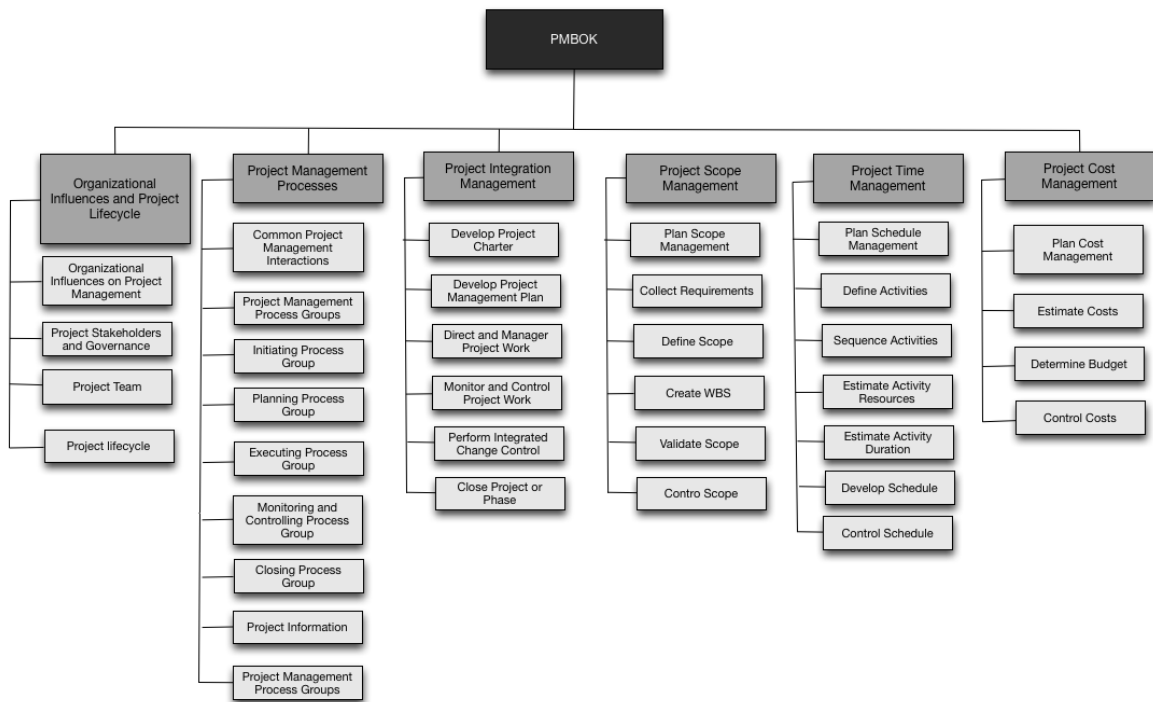 PMBOK
Organizational
Influences and Project
Lifecycle
Organizational
Influences on Project
Management
Project Stakeholders
and Governance
Project Team
Project lifecycle
Project Management
Processes
Common Project
Management
Interactions
Project Management
Process Groups
Initiating Process
Group
Planning Process
Group
Executing Process
Group
Monitoring and
Controlling Process
Group
Closing Process
Group
Project Information
Project Management
Process Groups
Project Integration
Management
Develop Project
Charter
Develop Project
Management Plan
Direct and Manager
Project Work
Monitor and Control
Project Work
Perform Integrated
Change Control
Close Project or
Phase
Project Scope
Management
Plan Scope
Management
Collect Requirements
Define Scope
Create WBS
Validate Scope
Contro Scope
Project Time
Management
Plan Schedule
Management
Define Activities
Sequence Activities
Estimate Activity
Resources
Estimate Activity
Duration
Develop Schedule
Control Schedule
Project Cost
Management
Plan Cost
Management
Estimate Costs
Determine Budget
Control Costs